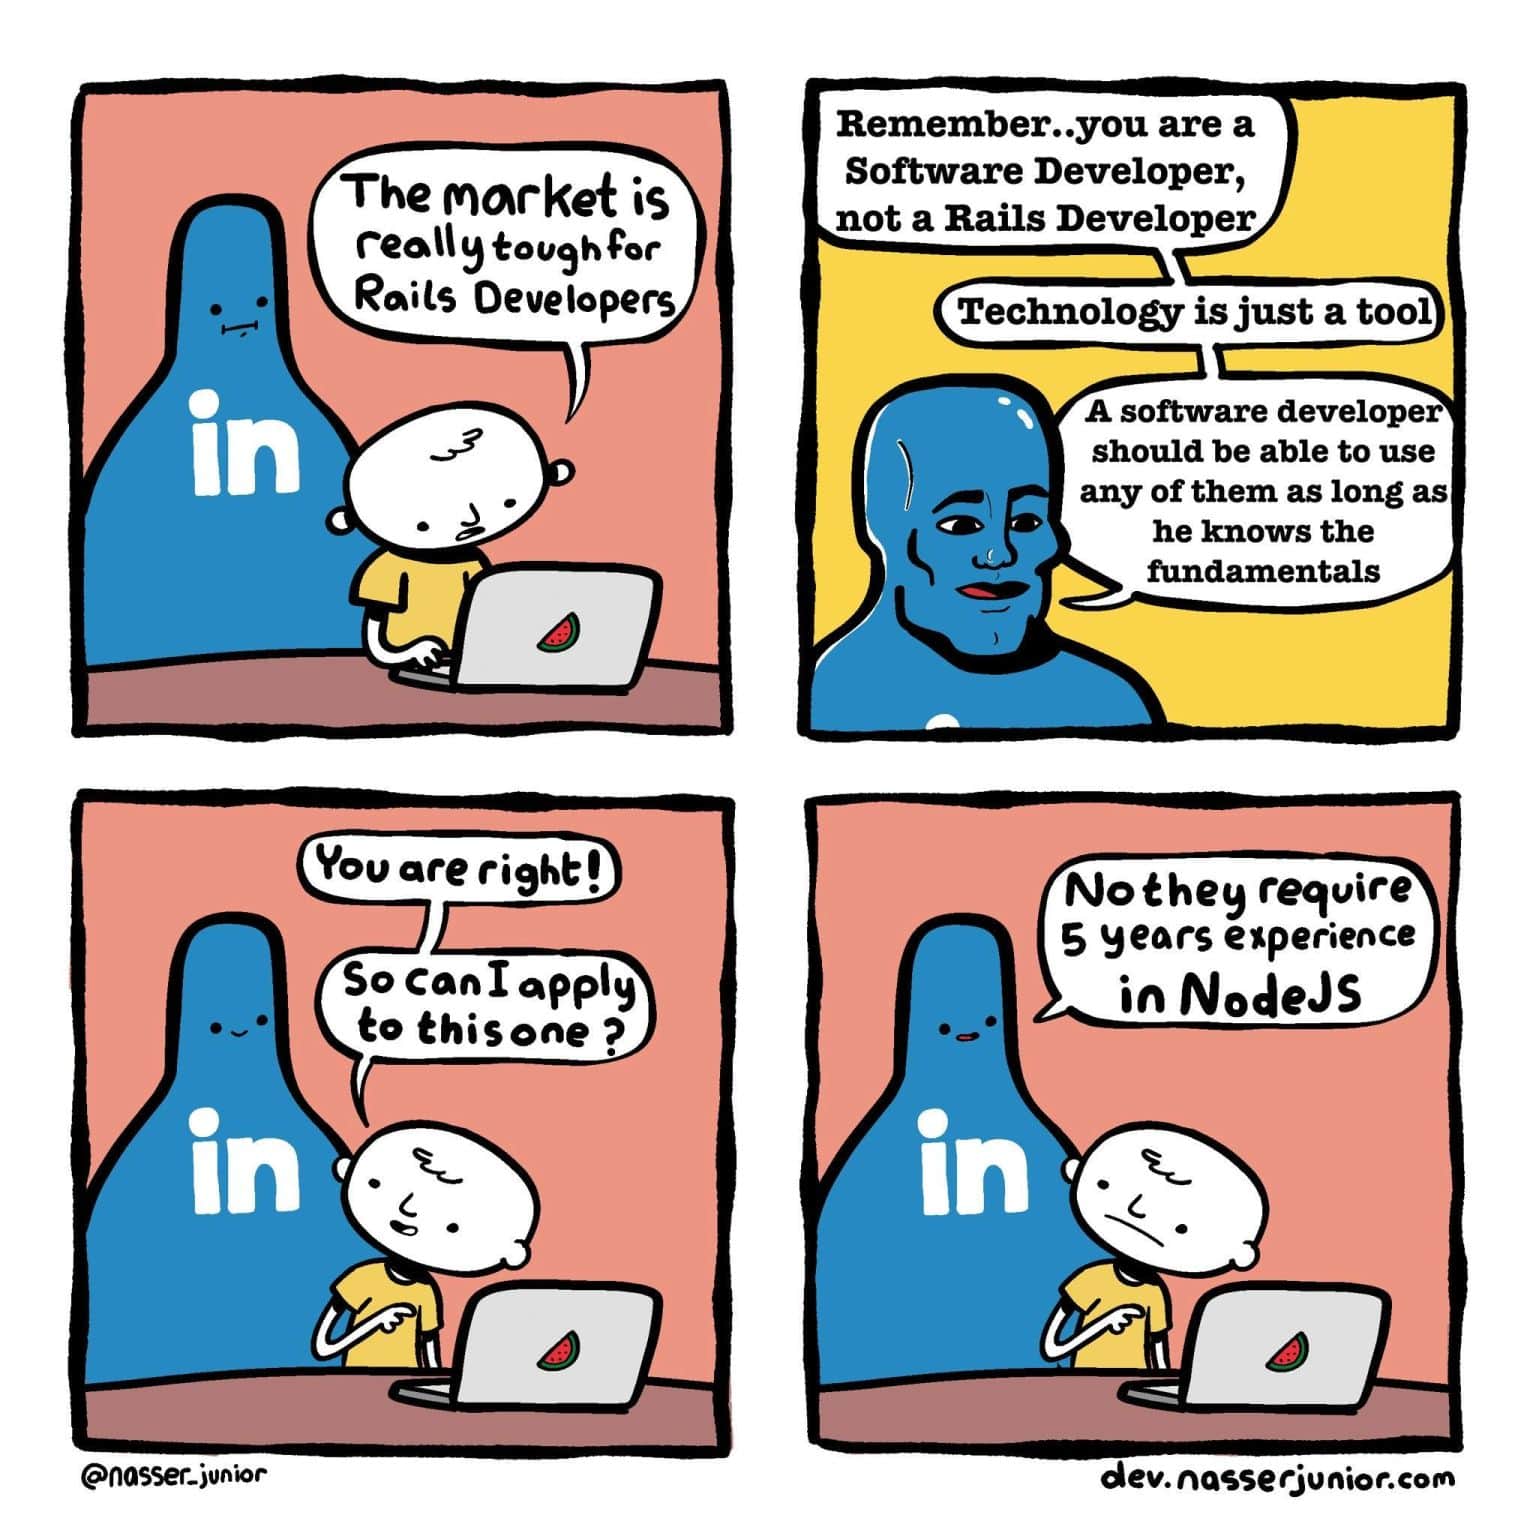 The market is
really tough for
Rails Developers
in
Remember..you are a
Software Developer,
not a Rails Developer
Technology is just a tool
A software developer
should be able to use
any of them as long as
he knows the
fundamentals
You are right!
So can I apply
to this one ?
in
No they require
5 years experience
in NodeJS
in
@nasser_junior
dev.nasserjunior.com